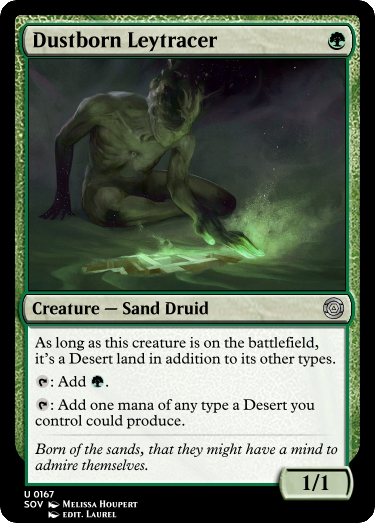 Dustborn Leytracer
Creature — Sand Druid
As long as this creature is on the battlefield,
it's a Desert land in addition to its other types.
: Add .
: Add one mana of any type a Desert you
control could produce.
Born of the sands, that they might have a mind to
admire themselves.
1/1
U 0167
SOV Melissa Houpert
edit. Laurel